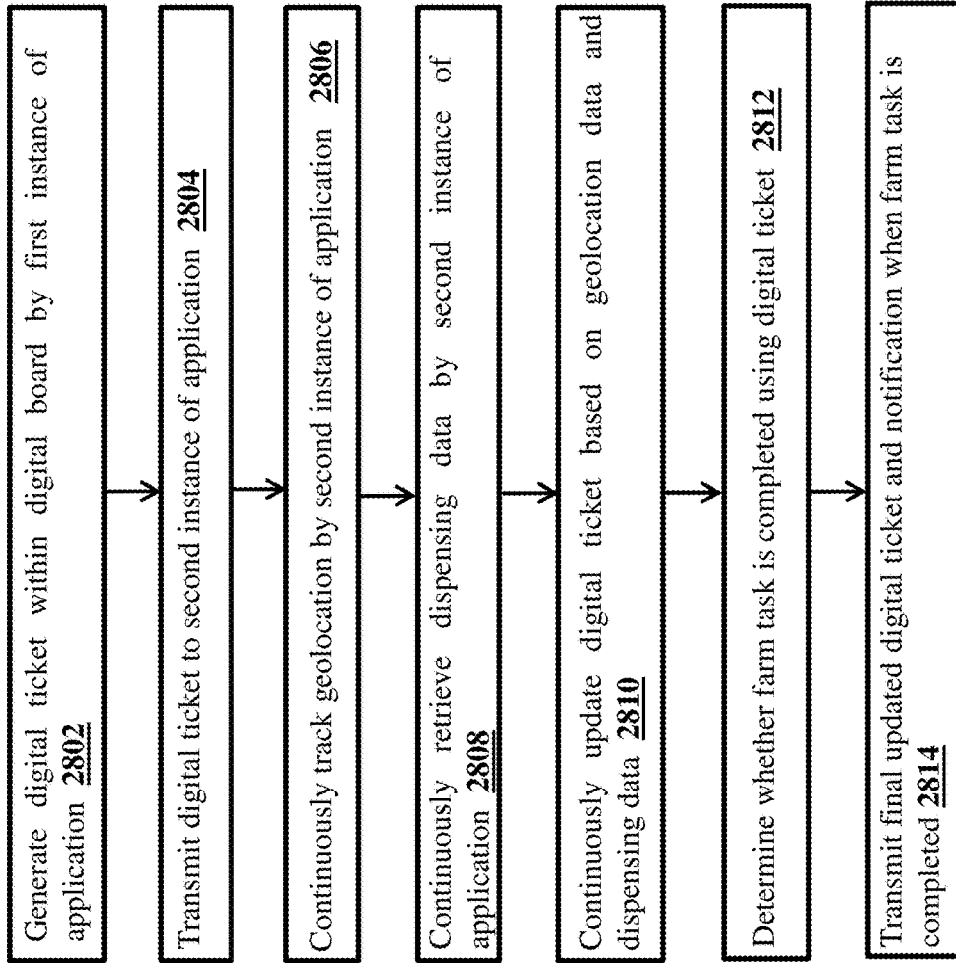 Generate digital ticket within digital board by first instance of
application 2802
Transmit digital ticket to second instance of application 2804
Continuously track geolocation by second instance of application 2806
Continuously retrieve dispensing data by second instance of
application 2808
Continuously update digital ticket based on geolocation data and
dispensing data 2810
Determine whether farm task is completed using digital ticket 2812
Transmit final updated digital ticket and notification when farm task is
completed 2814